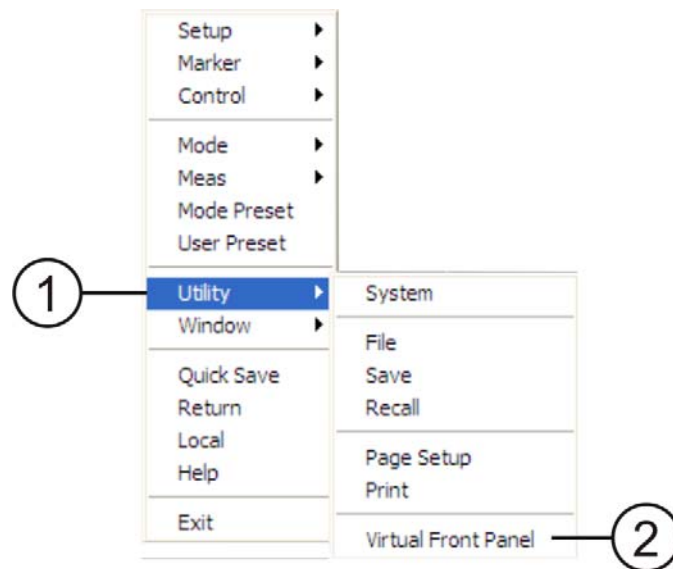 Setup
Marker
Control
Mode
Meas
Mode Preset
User Preset
1
Utility
Window
Quick Save
Return
Local
Help
Exit
System
File
Save
Recall
Page Setup
Print
Virtual Front Panel
2